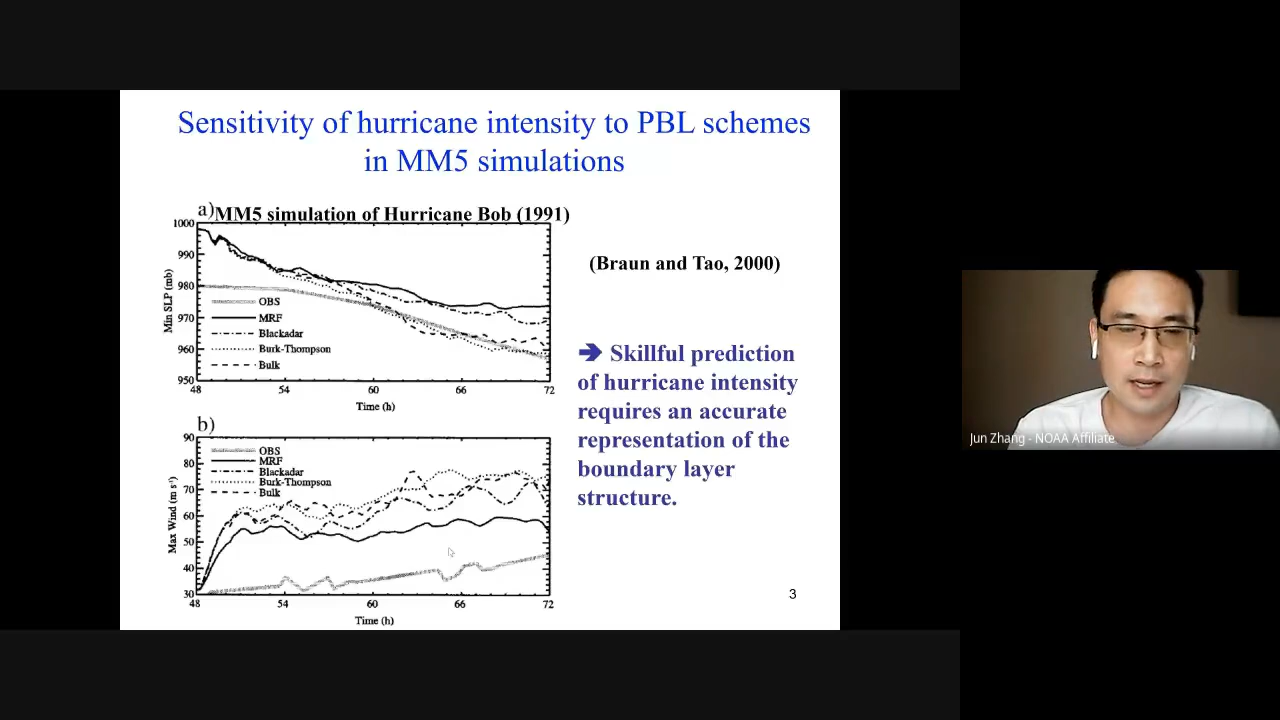 Sensitivity of hurricane intensity to PBL schemes
in MM5 simulations
a) MM5 simulation of Hurricane Bob (1991)
(Braun and Tao, 2000)
1000
990
980
970
960
950
Min SLP (mb)
OBS
MRF
Blackadar
Burk-Thompson
Bulk
48 54 60 66 72
Time (h)
➔ Skillful prediction
of hurricane intensity
requires an accurate
representation of the
boundary layer
structure.
b)
90
80
70
60
50
40
30
Max Wind (m s⁻¹)
OBS
MRF
Blackadar
Burk-Thompson
Bulk
48 54 60 66 72
Time (h)
3
Jun Zhang - NOAA Affiliate